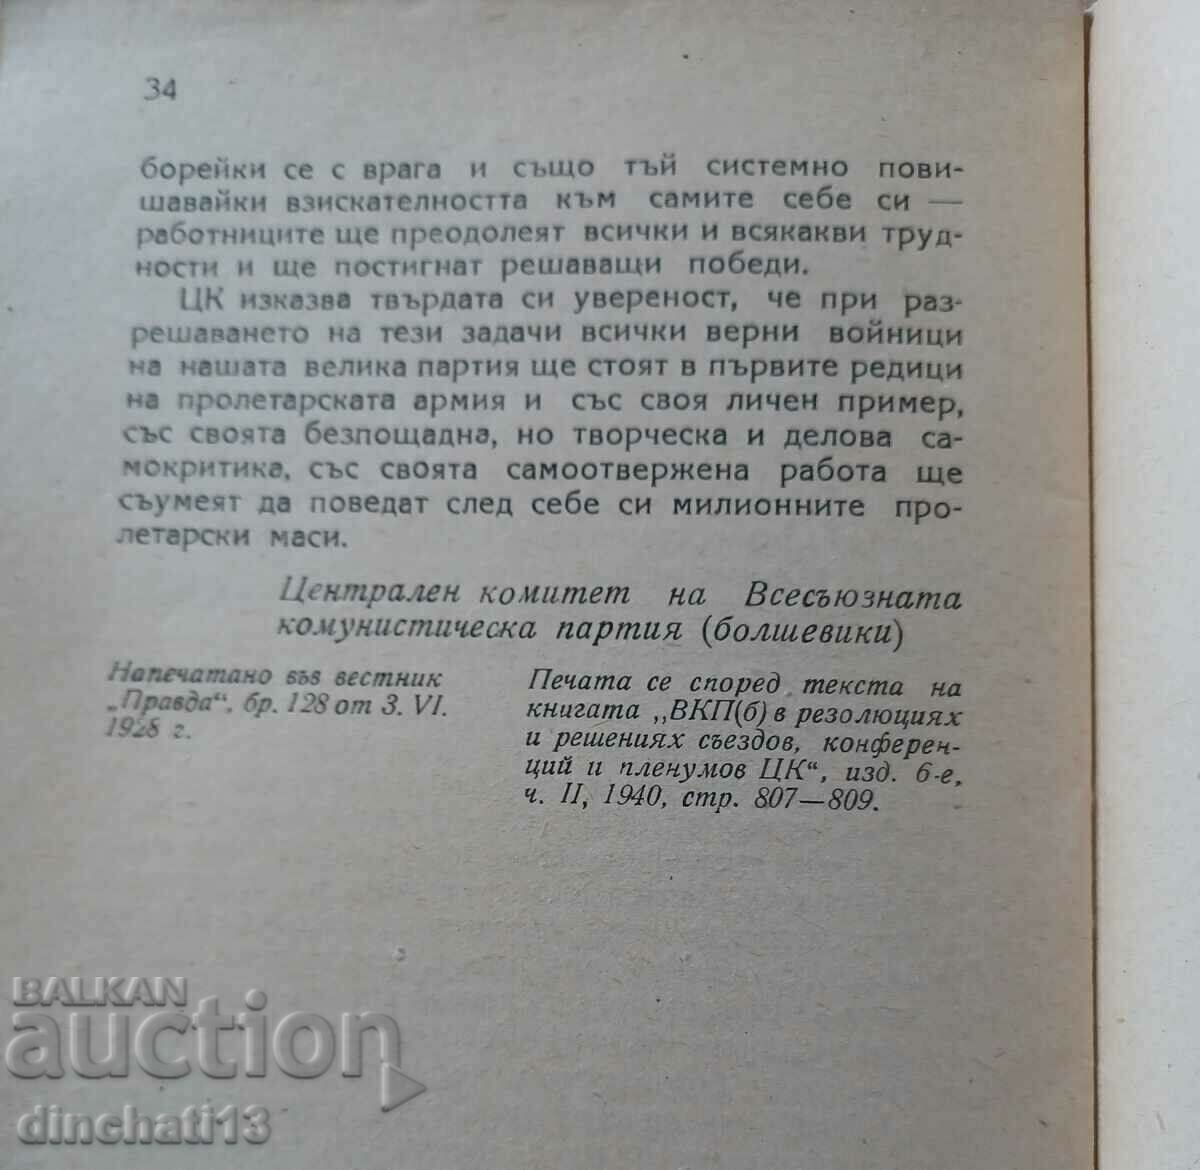 34
борейки се с врага и също тъй системно пови-
шавайки взискателността към самите себе си —
работниците ще преодолеят всички и всякакви труд-
ности и ще постигнат решаващи победи.
ЦК изказва твърдата си увереност, че при раз-
решаването на тези задачи всички верни войници
на нашата велика партия ще стоят в първите редици
на пролетарската армия и със своя личен пример,
със своята безпощадна, но творческа и делова са-
мокритика, със своята самоотвержена работа ще
съумеят да поведат след себе си милионните про-
летарски маси.
Централен комитет на Всесъюзната
комунистическа партия (болшевики)
Напечатано във вестник
„Правда“, бр. 128 от 3. VI.
1928 г.
Печата се според текста на
книгата „ВКП(б) в резолюциях
и решениях съездов, конферен-
ций и пленумов ЦК“, изд. 6-е,
ч. II, 1940, стр. 807—809.
BALKAN
auction
dinchati13